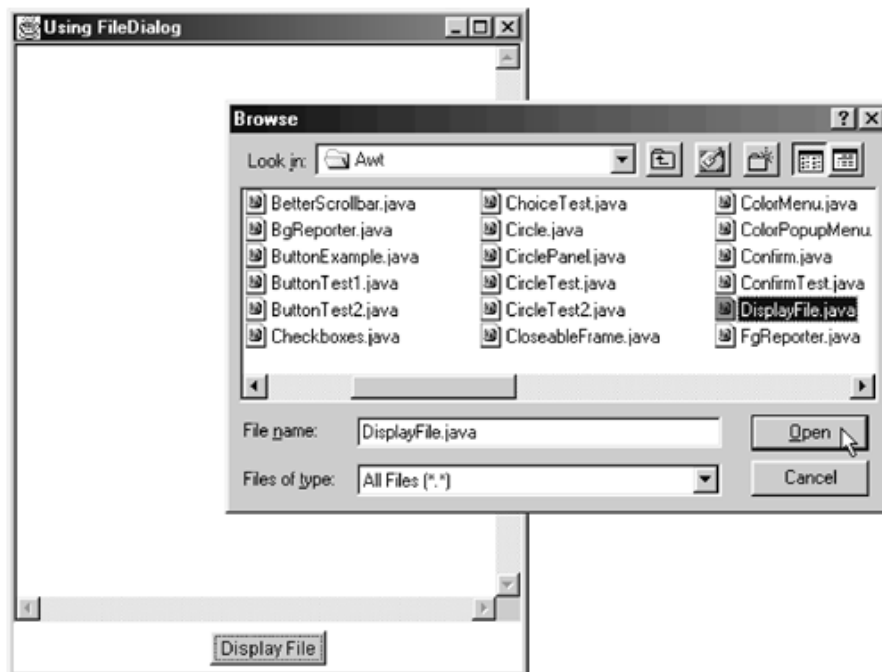 Using FileDialog
Browse
Look in: Awt
BetterScrollbar.java ChoiceTest.java ColorMenu.java
BgReporter.java Circle.java ColorPopupMenu.
ButtonExample.java CirclePanel.java Confirm.java
ButtonTest1.java CircleTest.java ConfirmTest.java
ButtonTest2.java CircleTest2.java DisplayFile.java
Checkboxes.java CloseableFrame.java FgReporter.java
File name: DisplayFile.java Open
Files of type: All Files (*.*) Cancel
Display File